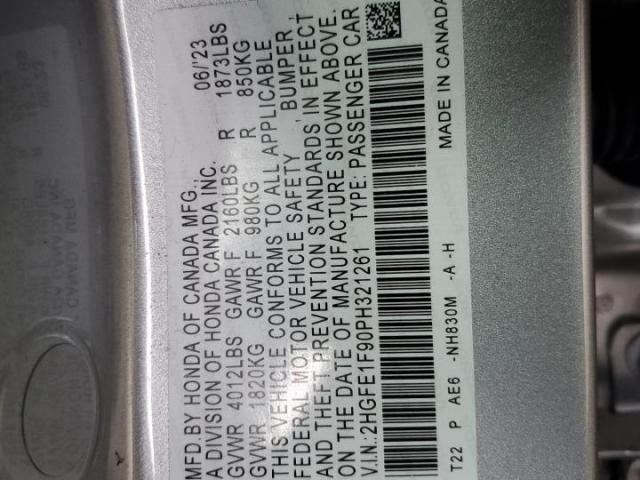 MFD.BY HONDA OF CANADA MFG.,
A DIVISION OF HONDA CANADA INC. 06/'23
GVWR 4012LBS GAWR F 2160LBS R 1873LBS
GVWR 1820KG GAWR F 980KG R 850KG
THIS VEHICLE CONFORMS TO ALL APPLICABLE
FEDERAL MOTOR VEHICLE SAFETY , BUMPER ,
AND THEFT PREVENTION STANDARDS IN EFFECT
ON THE DATE OF MANUFACTURE SHOWN ABOVE.
V.I.N.:2HGFE1F90PH321261 TYPE: PASSENGER CAR
T22 P AE6 -NH830M -A -H MADE IN CANADA